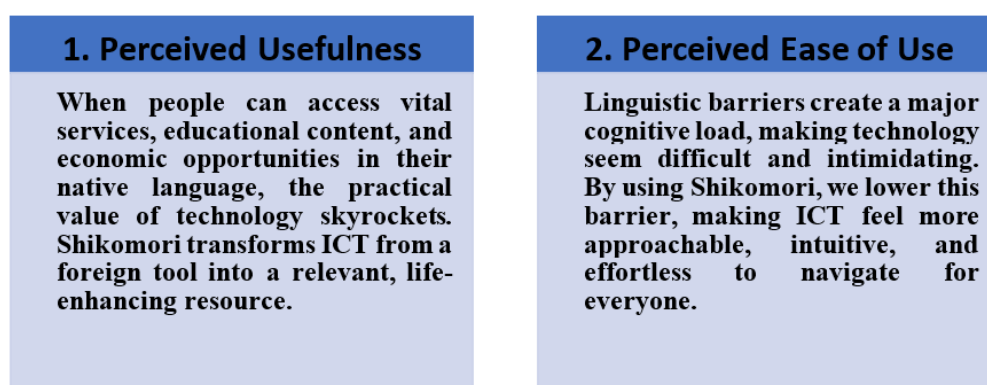 1. Perceived Usefulness
When people can access vital
services, educational content, and
economic opportunities in their
native language, the practical
value of technology skyrockets.
Shikomori transforms ICT from a
foreign tool into a relevant, life-
enhancing resource.
2. Perceived Ease of Use
Linguistic barriers create a major
cognitive load, making technology
seem difficult and intimidating.
By using Shikomori, we lower this
barrier, making ICT feel more
approachable, intuitive, and
effortless to navigate for
everyone.